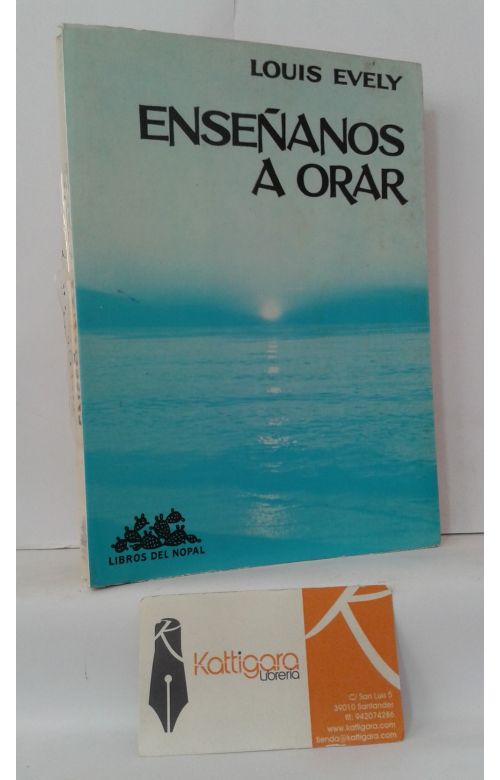 LOUIS EVELY
ENSEÑANOS
A ORAR
LIBROS DEL NOPAL
Kattigara
Librería
C/ San Luis 5
39010 Santander
tlf: 942074286
www.kattigara.com
tienda@kattigara.com